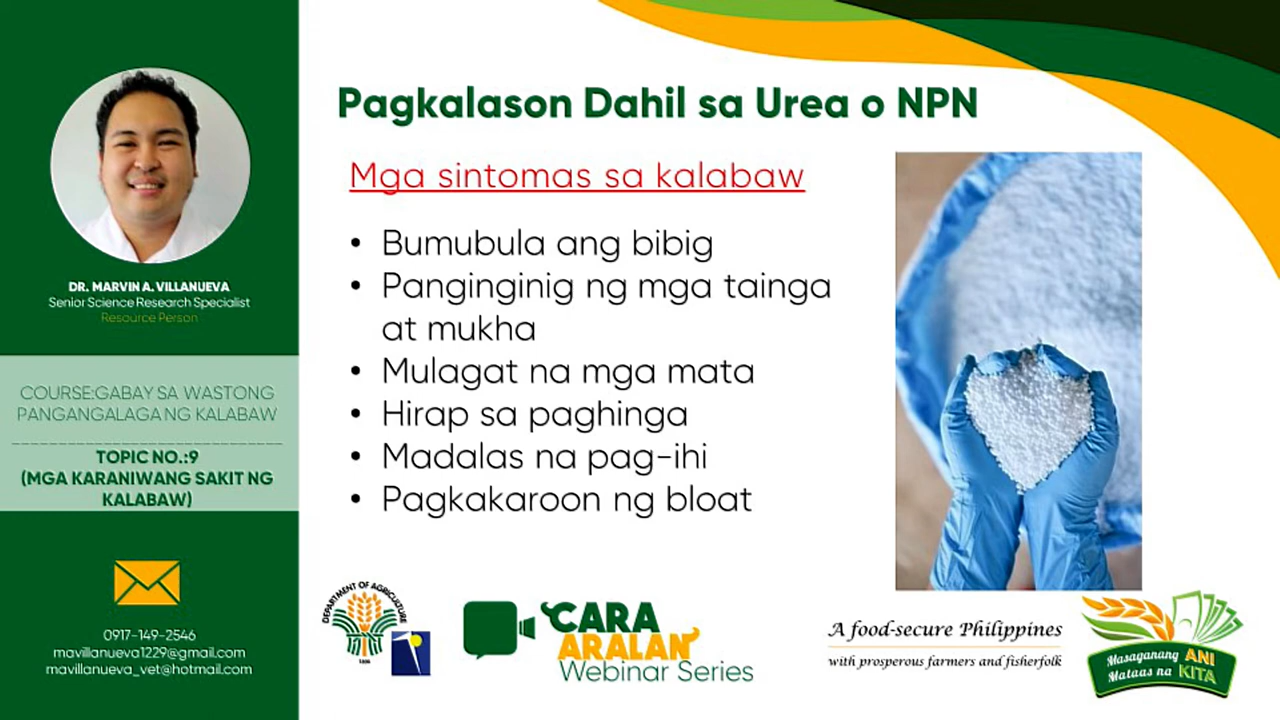 Pagkalason Dahil sa Urea o NPN
Mga sintomas sa kalabaw
• Bumubula ang bibig
• Panginginig ng mga tainga
at mukha
• Mulagat na mga mata
• Hirap sa paghinga
• Madalas na pag-ihi
• Pagkakaroon ng bloat
DR. MARVIN A. VILLANUEVA
Senior Science Research Specialist
Resource Person
COURSE:GABAY SA WASTONG
PANGANGALAGA NG KALABAW
TOPIC NO.:9
(MGA KARANIWANG SAKIT NG
KALABAW)
0917-149-2546
mavillanueva1229@gmail.com
mavillanueva_vet@hotmail.com
DEPARTMENT OF AGRICULTURE
1898
CARA
ARALAN
Webinar Series
A food-secure Philippines
with prosperous farmers and fisherfolk
Masaganang ANI
Mataas na KITA